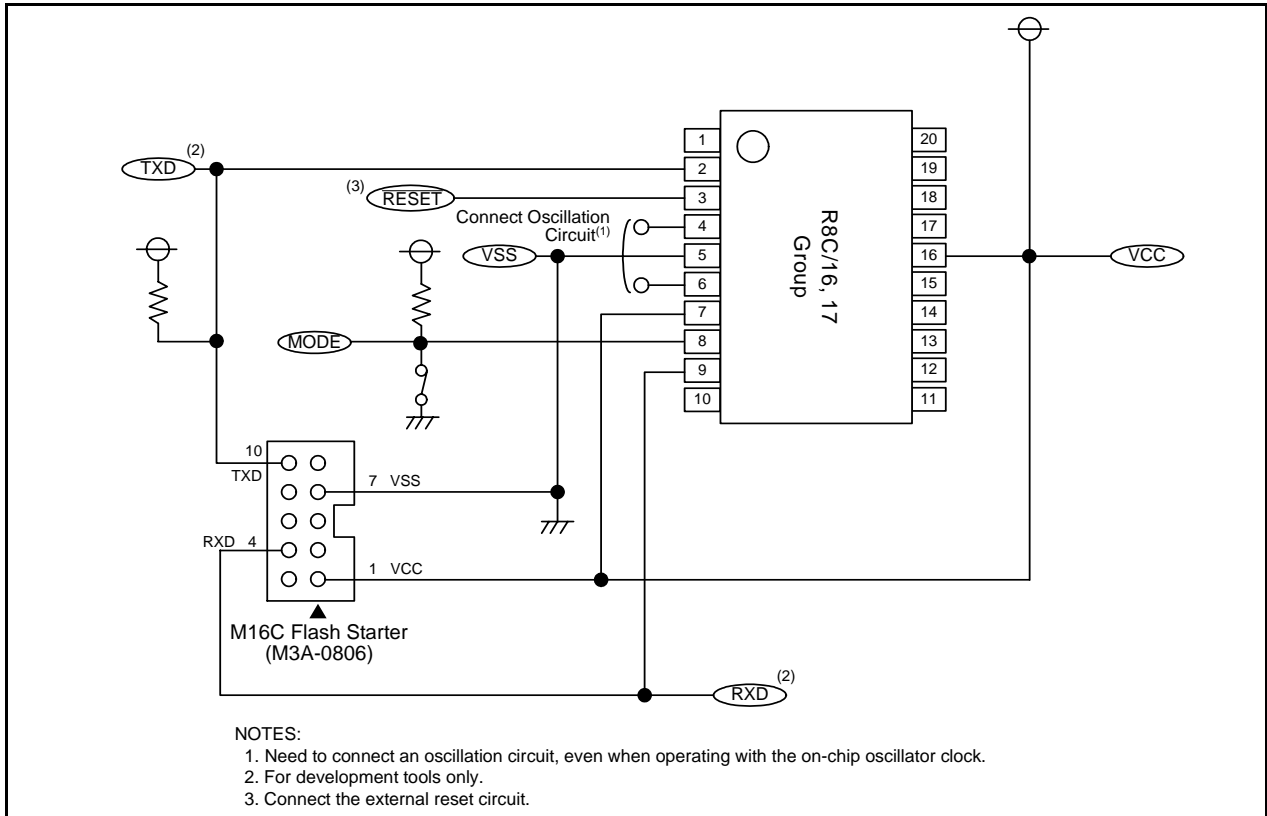 TXD
(2)
(3)
RESET
Connect Oscillation
Circuit(1)
VSS
MODE
1
2
3
4
5
6
7
8
9
10
R8C/16, 17
Group
20
19
18
17
16
15
14
13
12
11
VCC
10
TXD
7 VSS
RXD 4
1 VCC
M16C Flash Starter
(M3A-0806)
RXD
(2)
NOTES:
1. Need to connect an oscillation circuit, even when operating with the on-chip oscillator clock.
2. For development tools only.
3. Connect the external reset circuit.